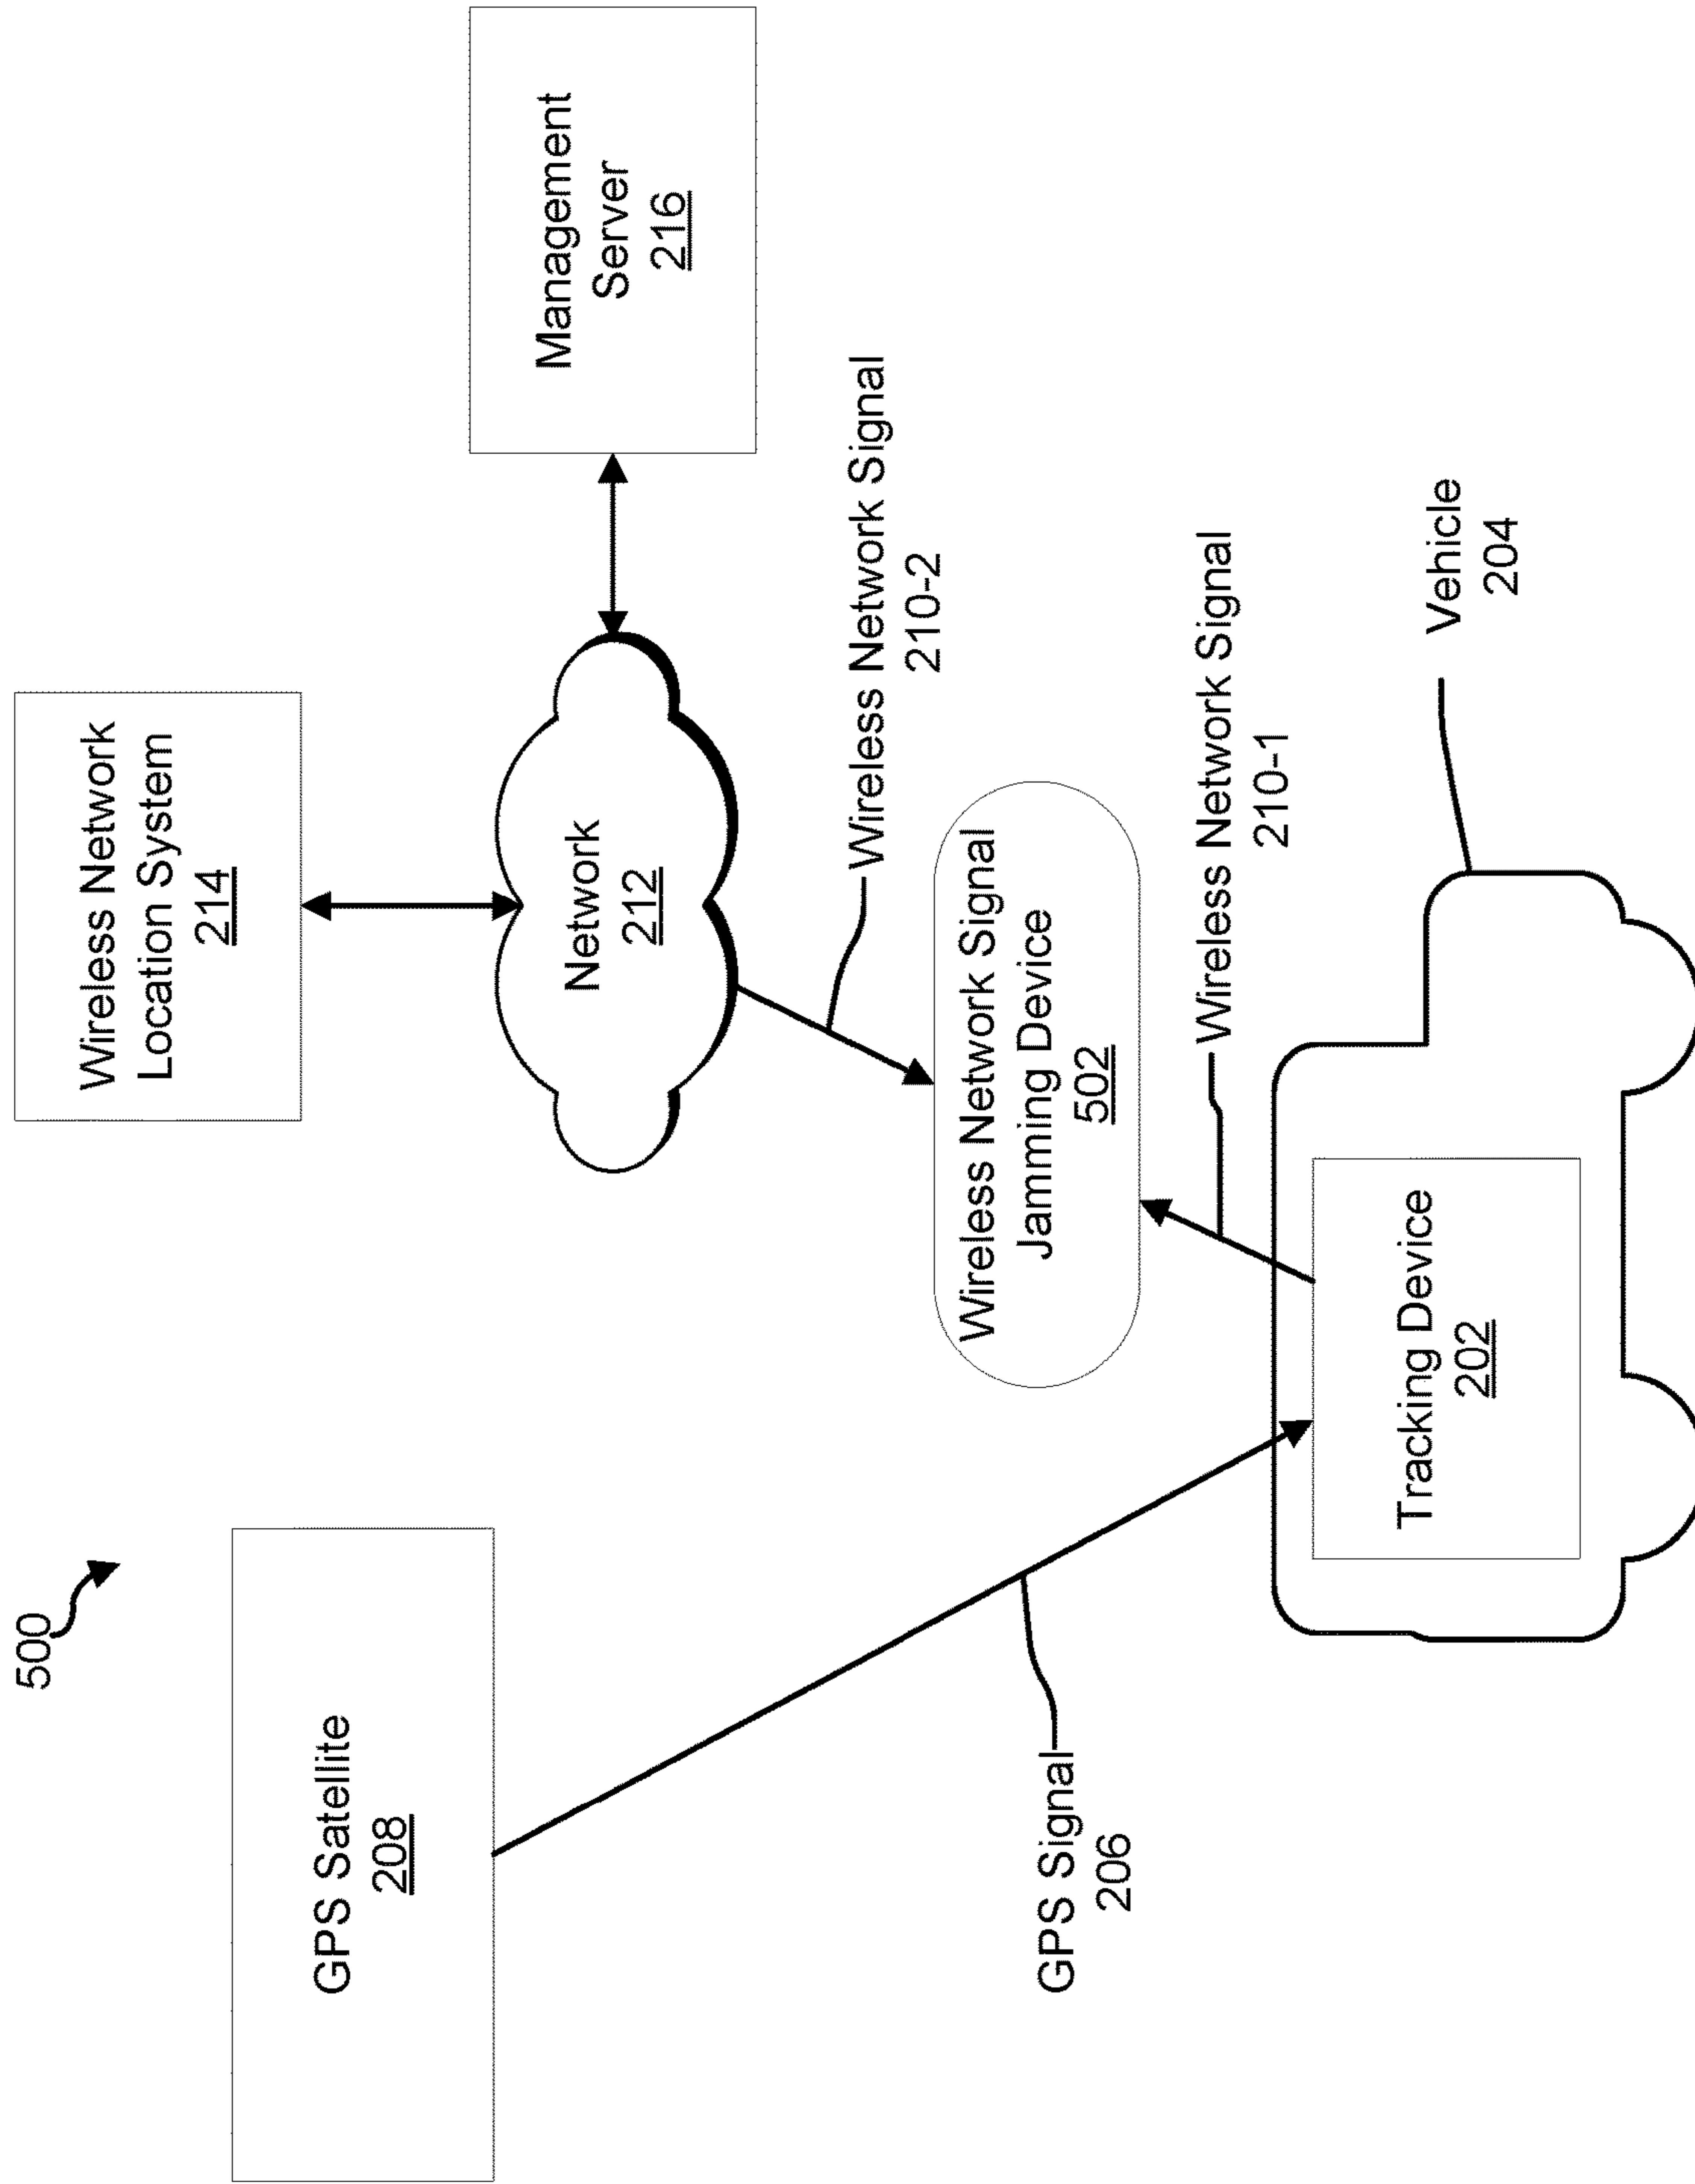 500
Wireless Network
Location System
214
GPS Satellite
208
Network
212
Management
Server
216
Wireless Network Signal
210-2
Wireless Network Signal
Jamming Device
502
GPS Signal
206
Wireless Network Signal
210-1
Tracking Device
202
Vehicle
204